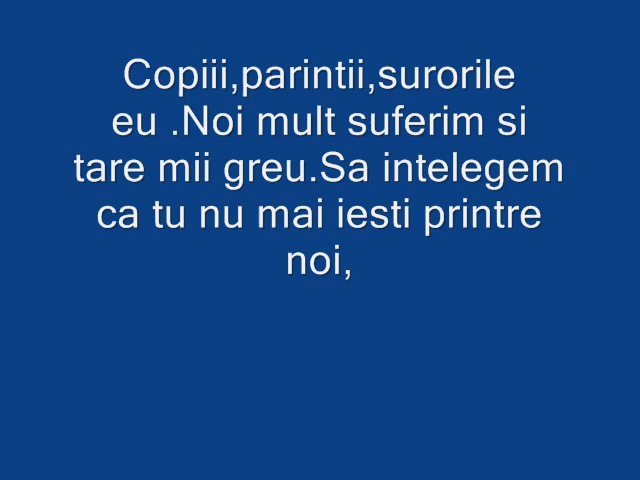 Copiii,parintii,surorile
eu .Noi mult suferim si
tare mii greu.Sa intelegem
ca tu nu mai iesti printre
noi,